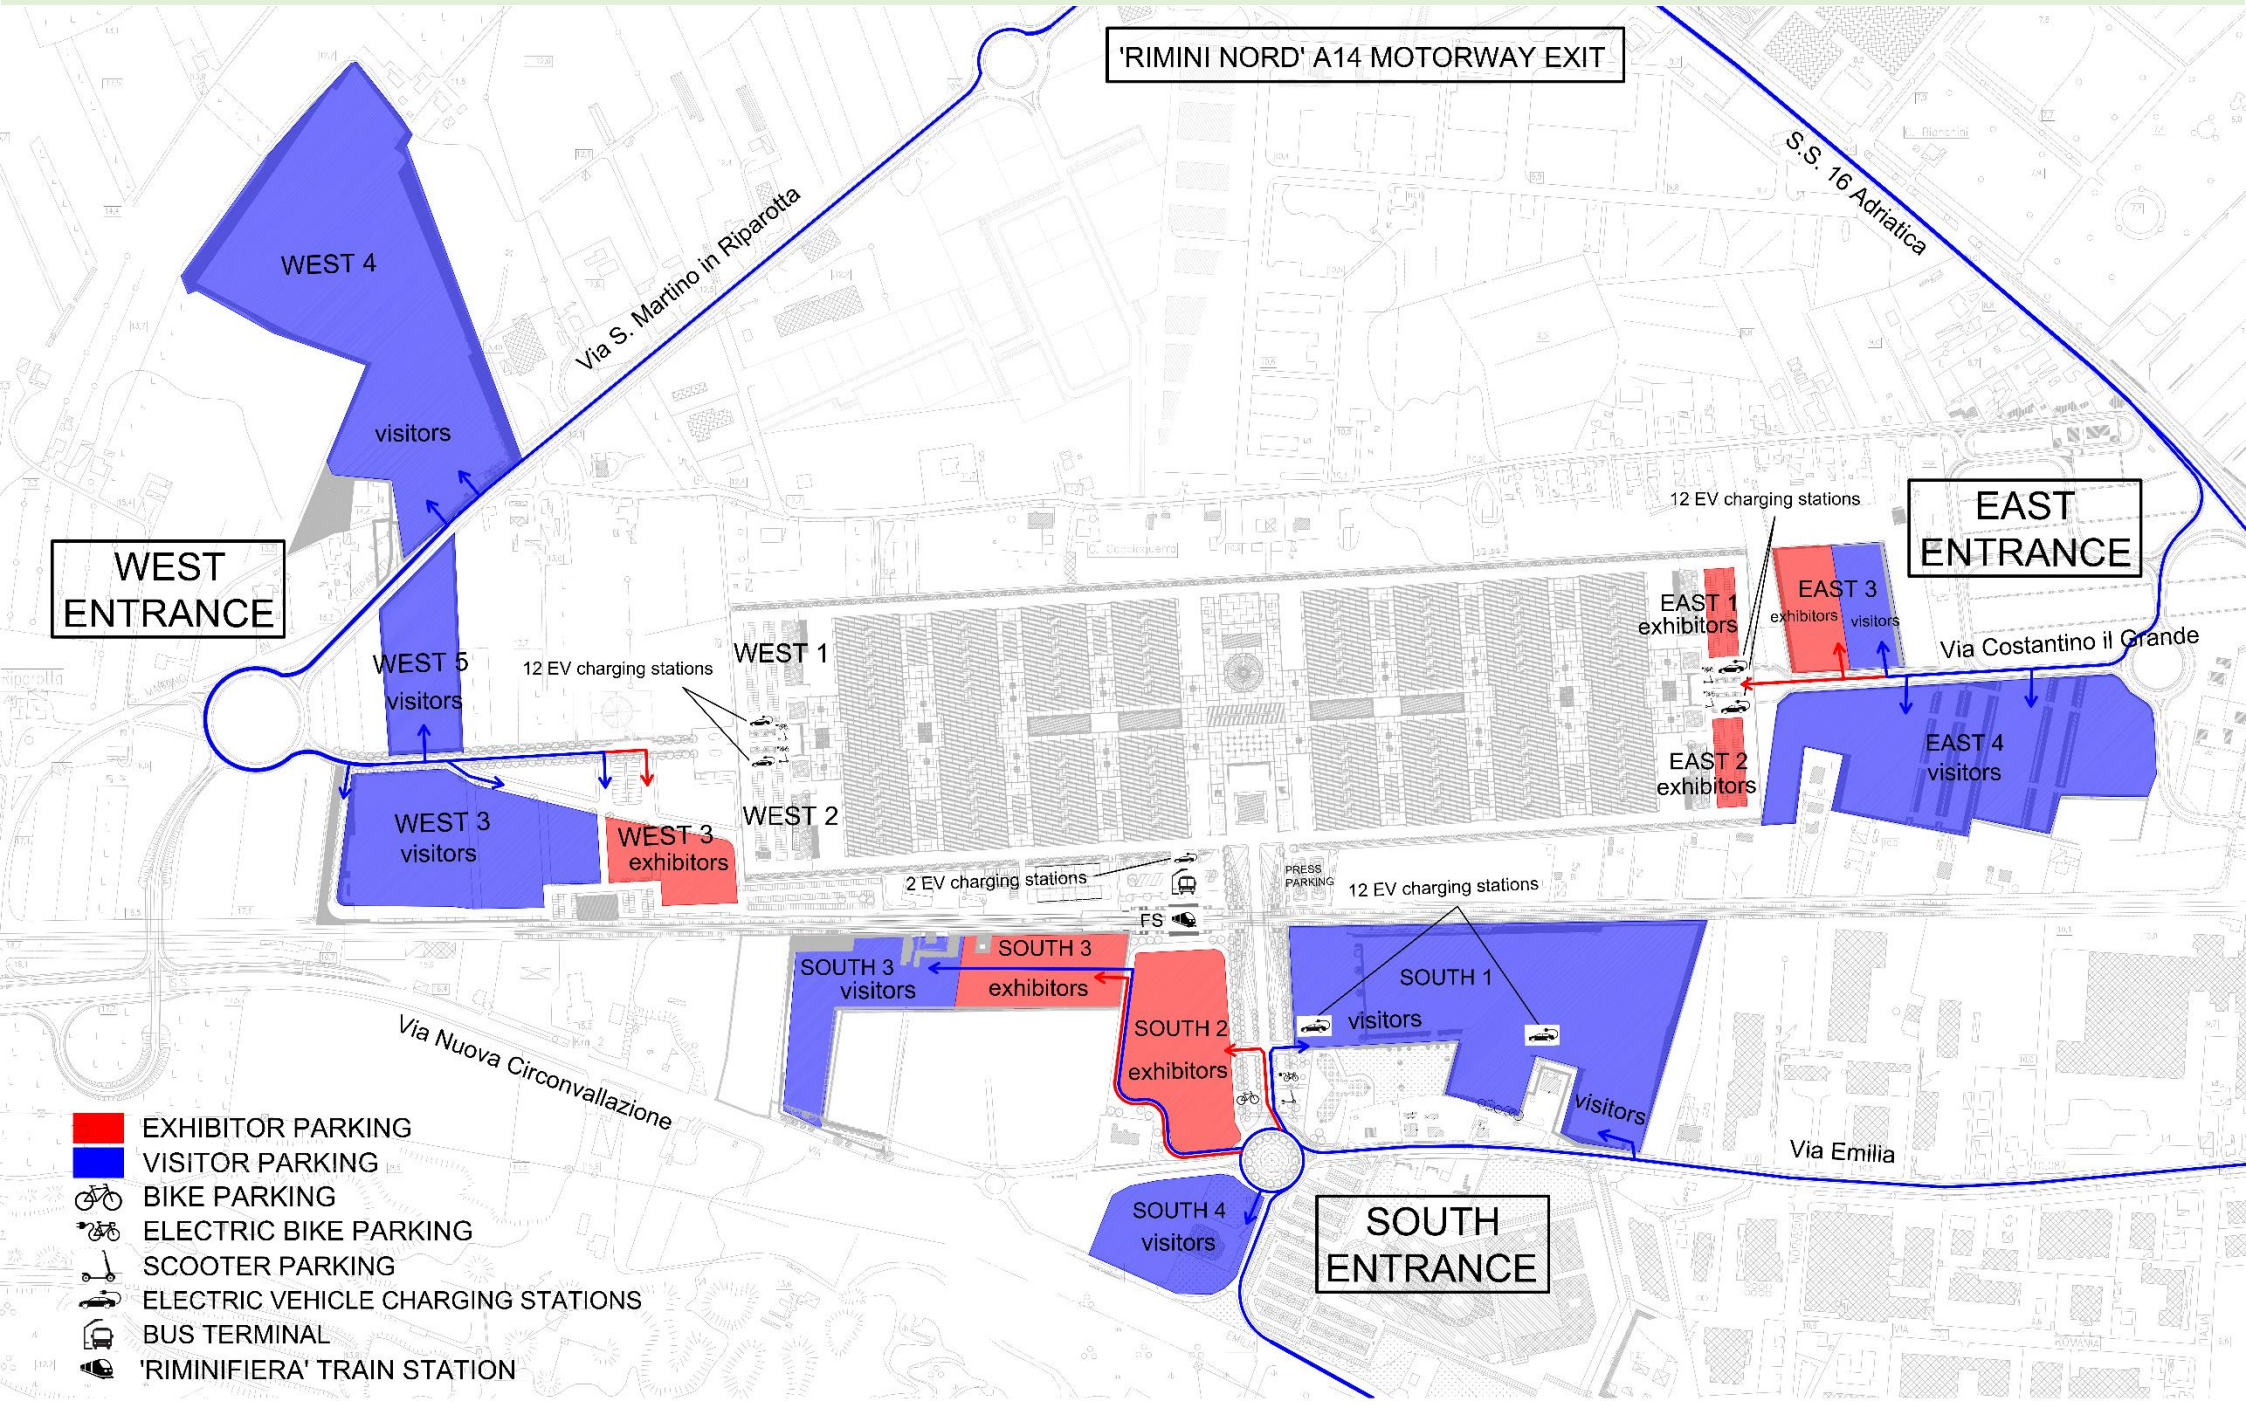 'RIMINI NORD' A14 MOTORWAY EXIT
S.S. 16 Adriatica
C. Bianchini
Via S. Martino in Riparotta
WEST 4
visitors
WEST
ENTRANCE
EAST
ENTRANCE
12 EV charging stations
EAST 3
exhibitors
visitors
EAST 1
exhibitors
Via Costantino il Grande
WEST 5
visitors
12 EV charging stations
WEST 1
Riparotta
EAST 2
exhibitors
EAST 4
visitors
WEST 3
visitors
WEST 3
exhibitors
WEST 2
2 EV charging stations
PRESS
PARKING
12 EV charging stations
FS
SOUTH 3
visitors
SOUTH 3
exhibitors
SOUTH 2
exhibitors
SOUTH 1
visitors
visitors
Via Nuova Circonvallazione
Via Emilia
SOUTH 4
visitors
SOUTH
ENTRANCE
EXHIBITOR PARKING
VISITOR PARKING
BIKE PARKING
ELECTRIC BIKE PARKING
SCOOTER PARKING
ELECTRIC VEHICLE CHARGING STATIONS
BUS TERMINAL
'RIMINIFIERA' TRAIN STATION